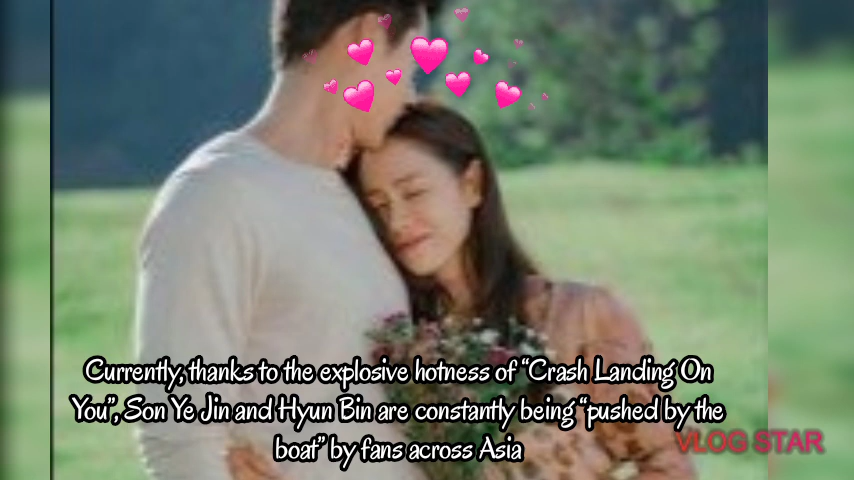 Currently, thanks to the explosive hotness of “Crash Landing On
You”, Son Ye Jin and Hyun Bin are constantly being “pushed by the
boat” by fans across Asia
VLOG STAR